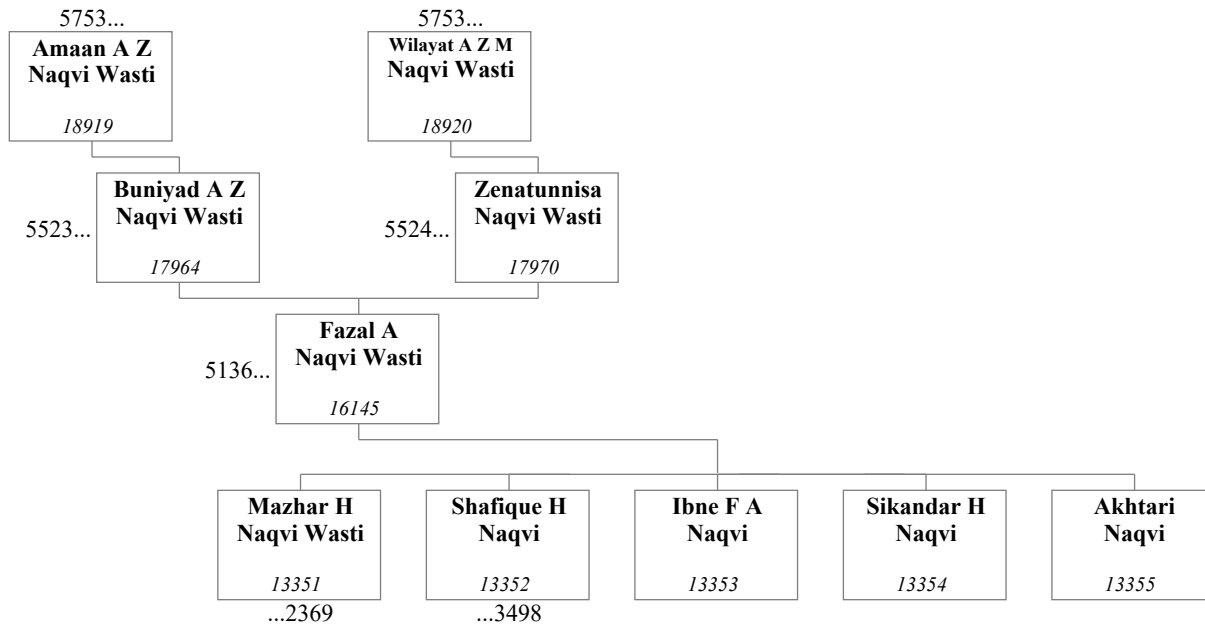 5753...
Amaan A Z
Naqvi Wasti
18919
5753...
Wilayat A Z M
Naqvi Wasti
18920
5523...
Buniyad A Z
Naqvi Wasti
17964
5524...
Zenatunnisa
Naqvi Wasti
17970
5136...
Fazal A
Naqvi Wasti
16145
Mazhar H
Naqvi Wasti
13351
...2369
Shafique H
Naqvi
13352
...3498
Ibne F A
Naqvi
13353
Sikandar H
Naqvi
13354
Akhtari
Naqvi
13355